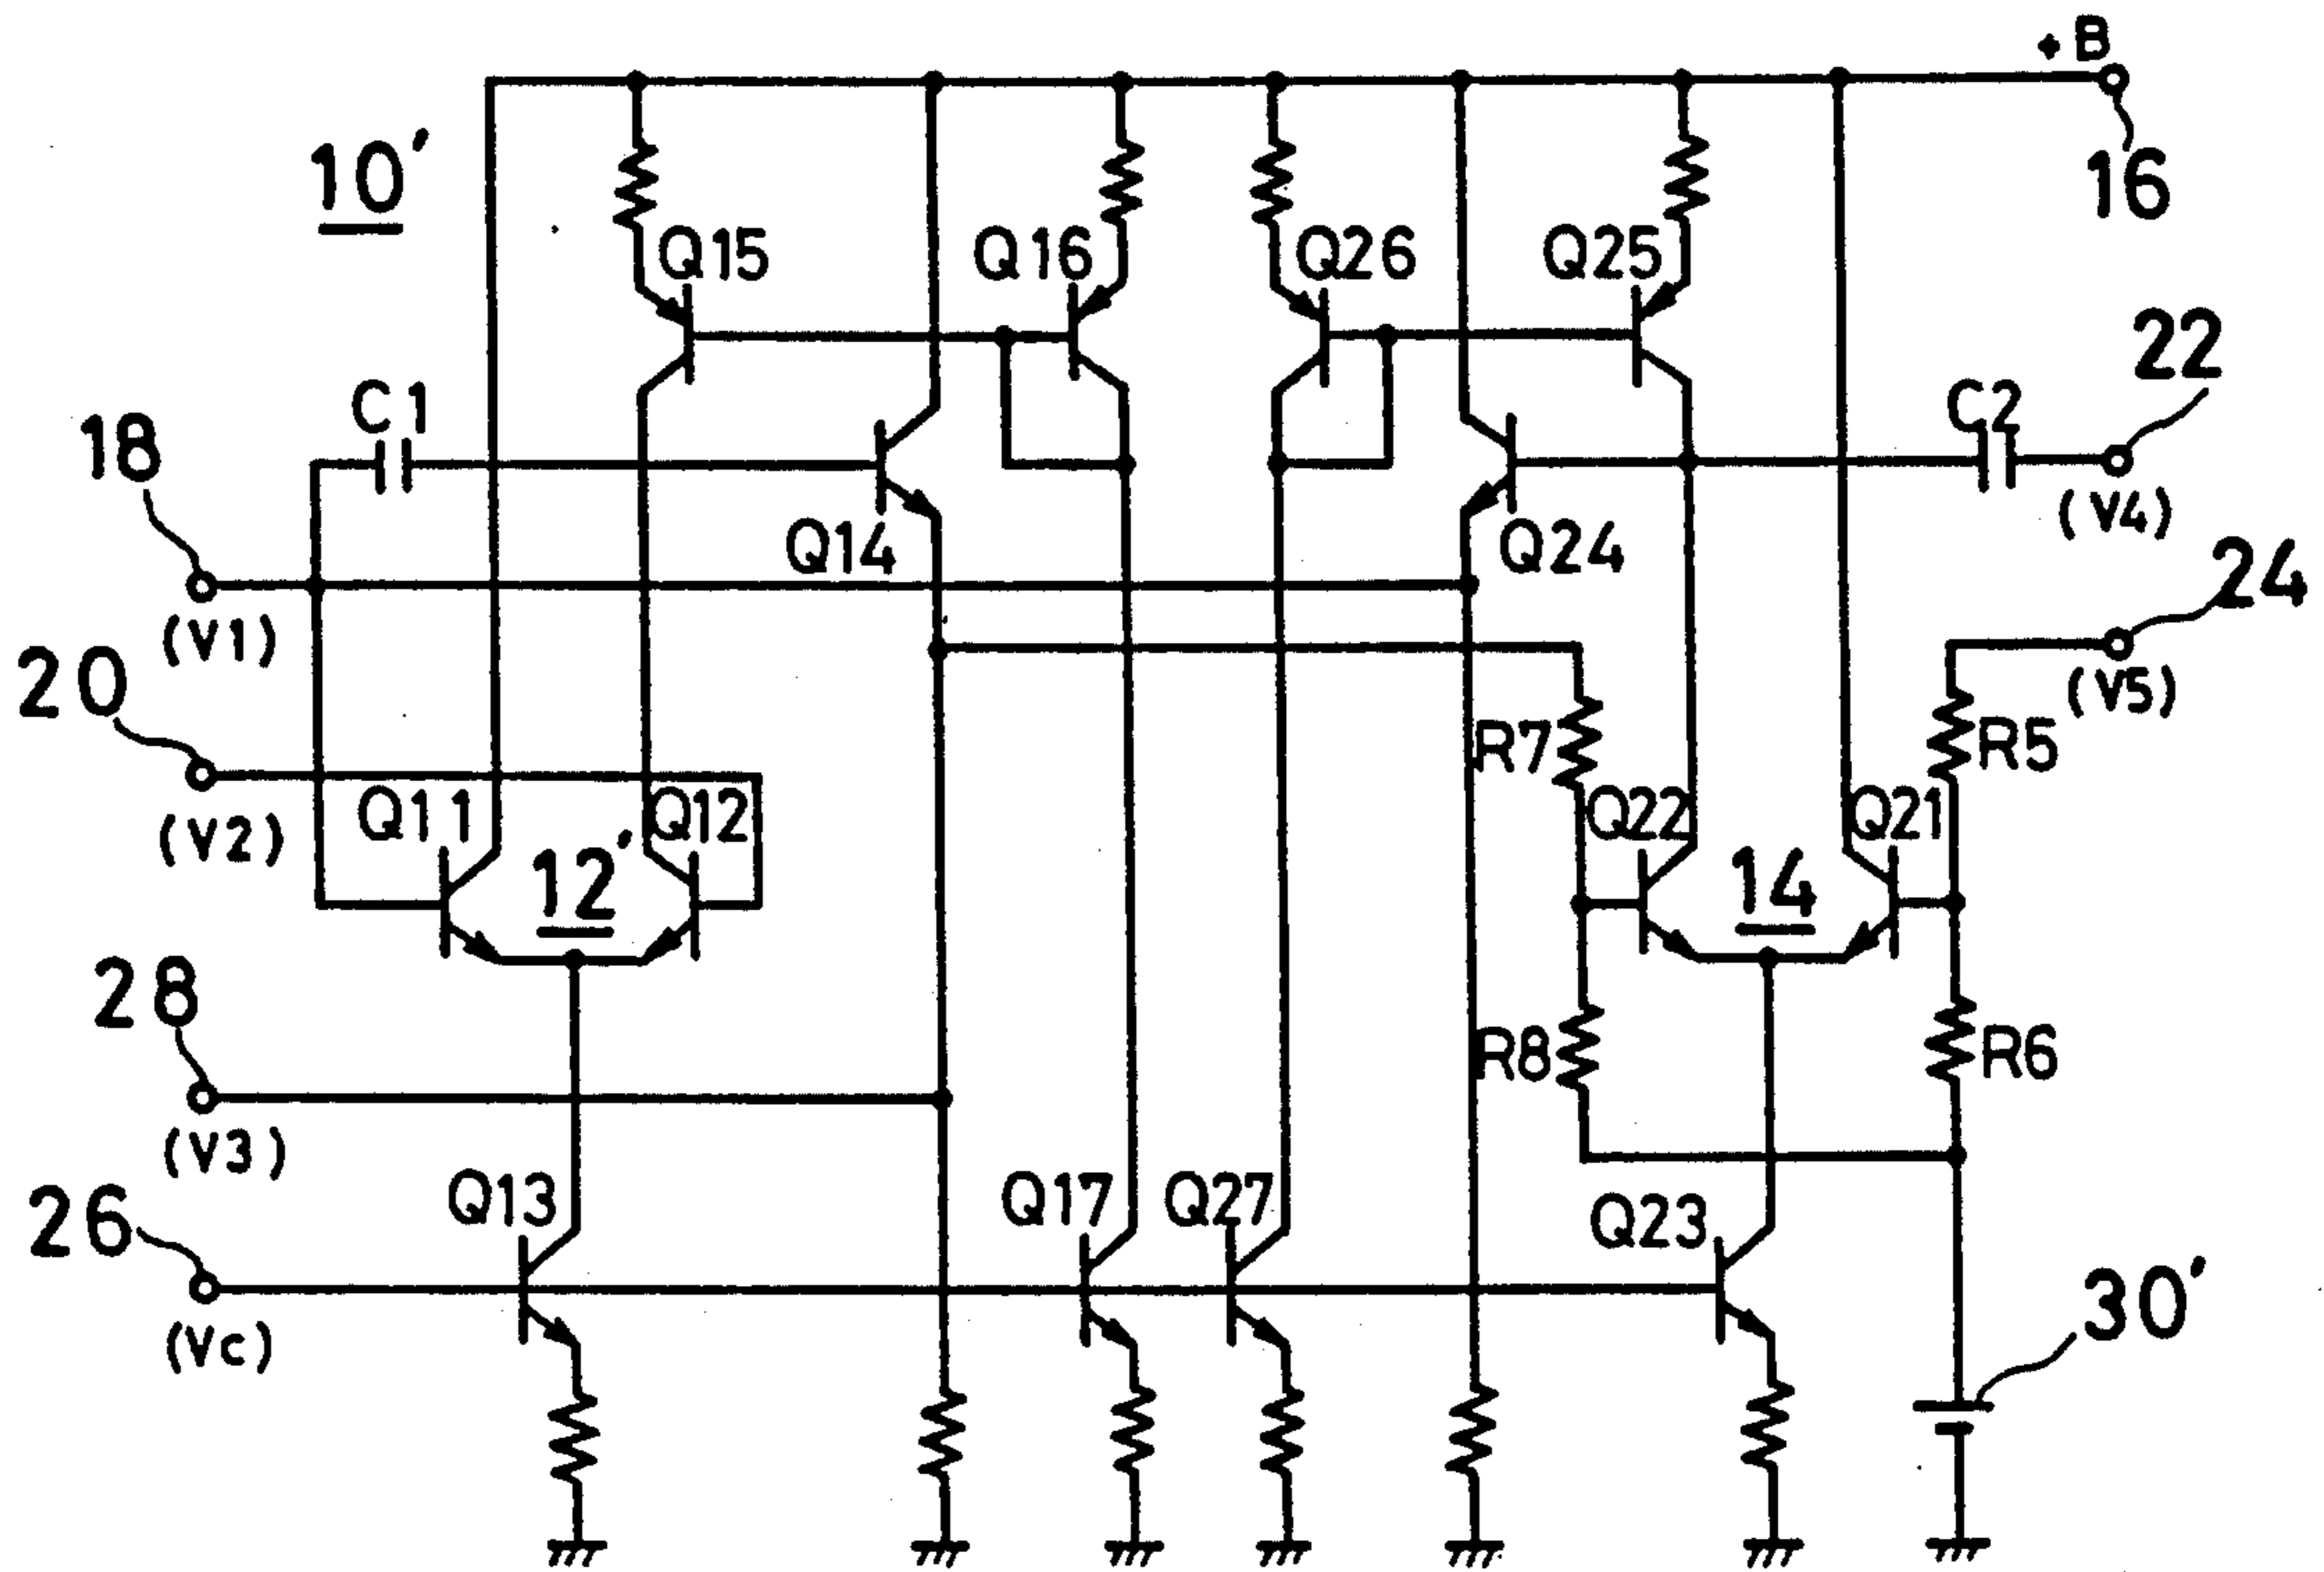 +B
10'
16
Q15 Q16 Q26 Q25
22
C1 C2
18
(V4)
Q14 Q24
24
(V1)
20
(V5)
R7 R5
Q11 Q12 Q22 Q21
(V2)
12' 14
28
R8 R6
(V3)
Q13 Q17 Q27 Q23
26
30'
(Vc)